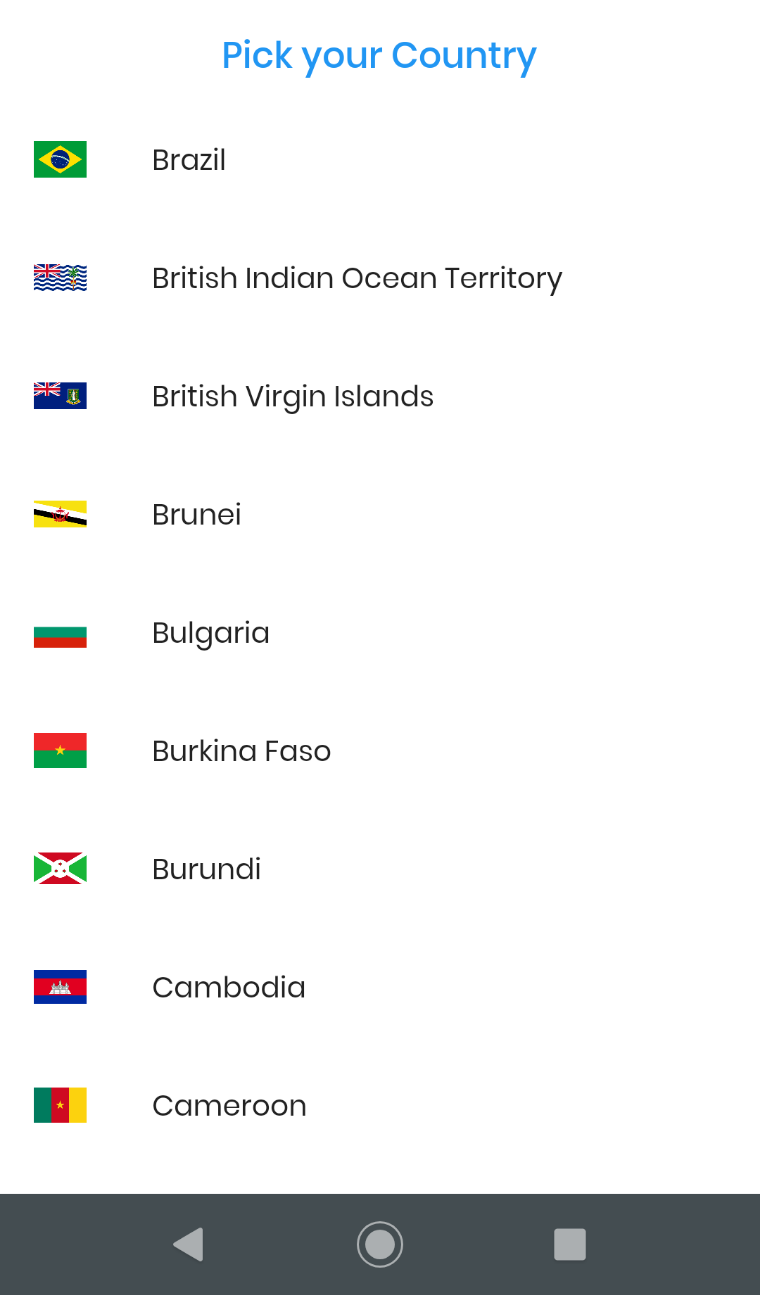 Pick your Country
Brazil
British Indian Ocean Territory
British Virgin Islands
Brunei
Bulgaria
Burkina Faso
Burundi
Cambodia
Cameroon